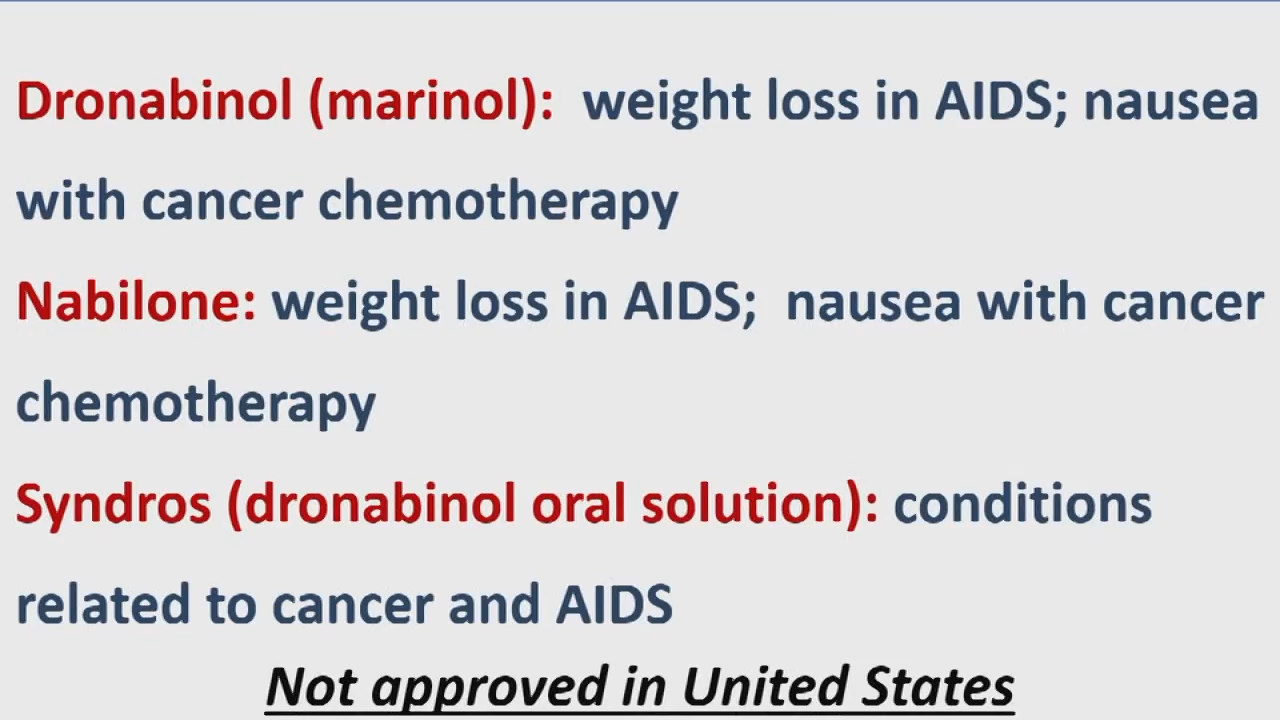 Dronabinol (marinol):  weight loss in AIDS; nausea
with cancer chemotherapy
Nabilone: weight loss in AIDS;  nausea with cancer
chemotherapy
Syndros (dronabinol oral solution): conditions
related to cancer and AIDS
Not approved in United States